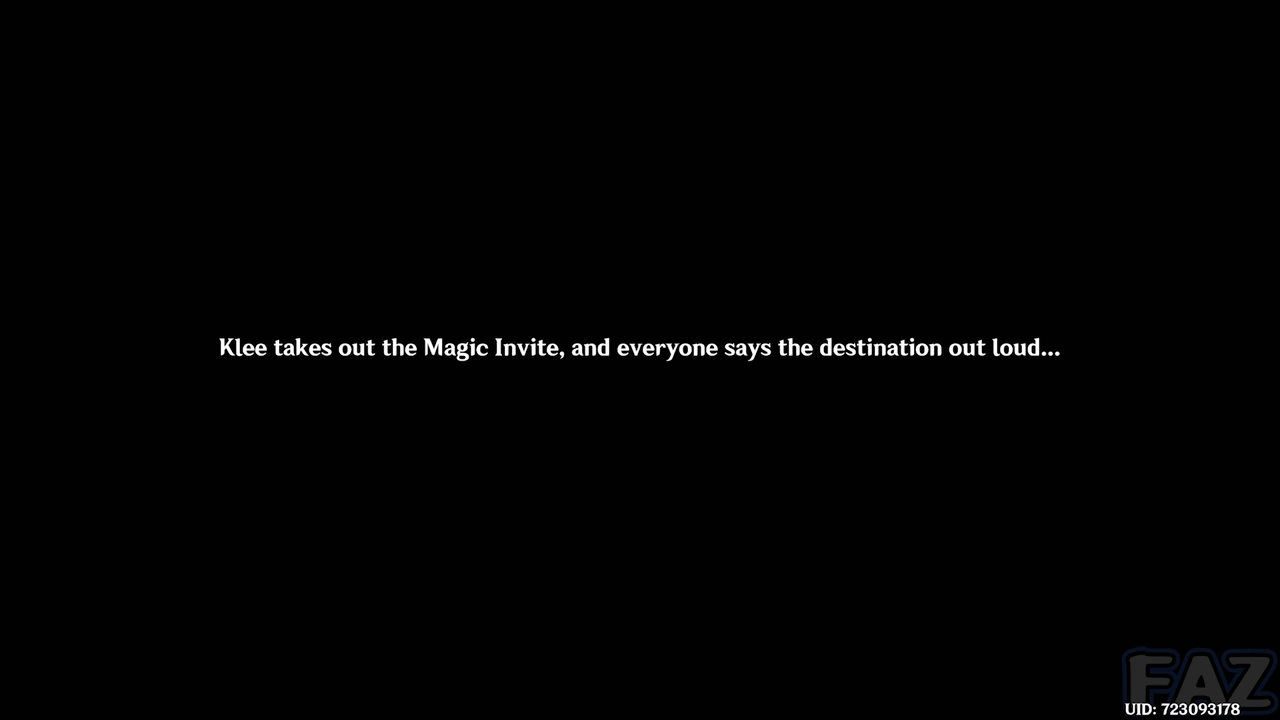 Klee takes out the Magic Invite, and everyone says the destination out loud...
FAZ
UID: 723093178